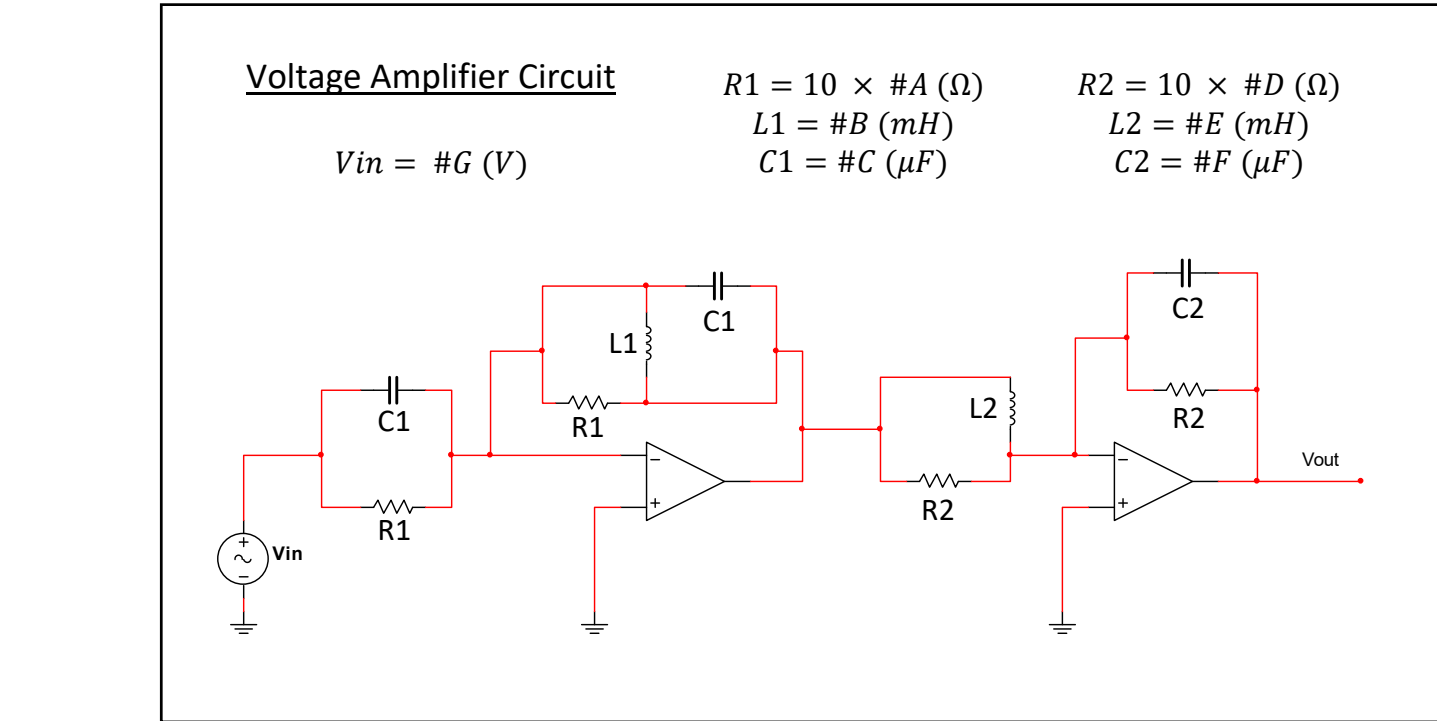 Voltage Amplifier Circuit
R1 = 10 × #A (Ω)
R2 = 10 × #D (Ω)
L1 = #B (mH)
L2 = #E (mH)
Vin = #G (V)
C1 = #C (μF)
C2 = #F (μF)
C1
C2
L1
R1
R2
L2
C1
R1
R2
Vout
Vin